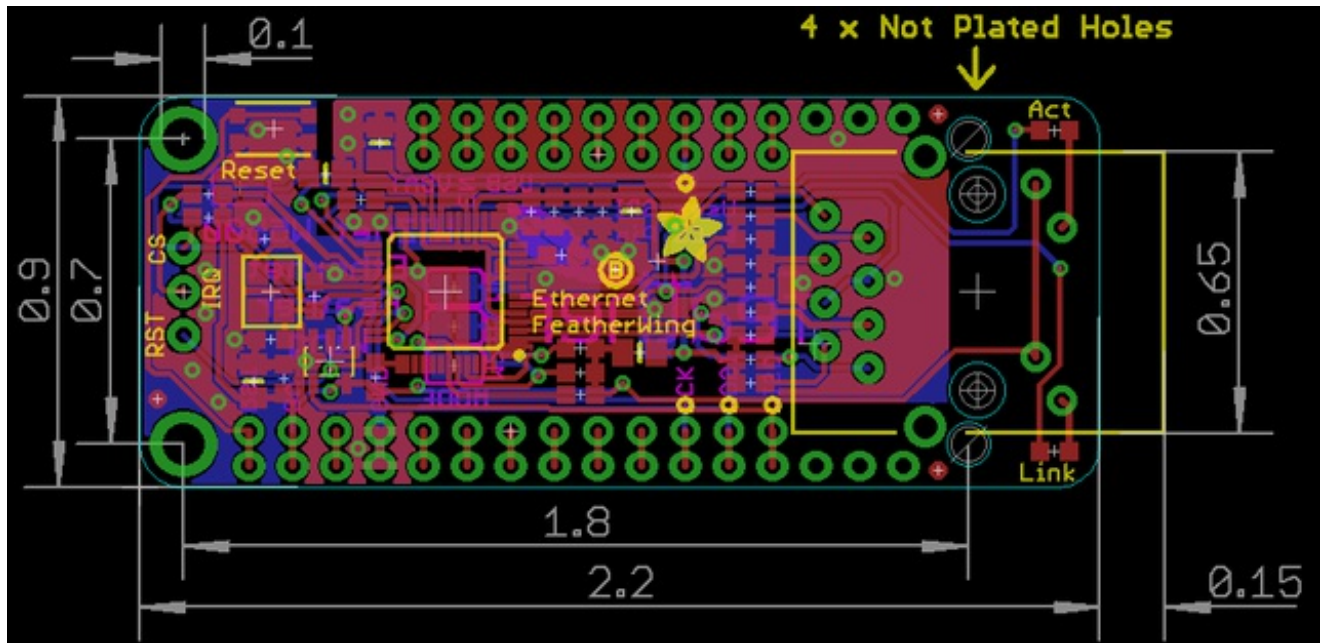 0.1
4 x Not Plated Holes
Act
Reset
CS
IRQ
RST
Ethernet
FeatherWing
0.9
0.7
0.65
Link
1.8
2.2
0.15